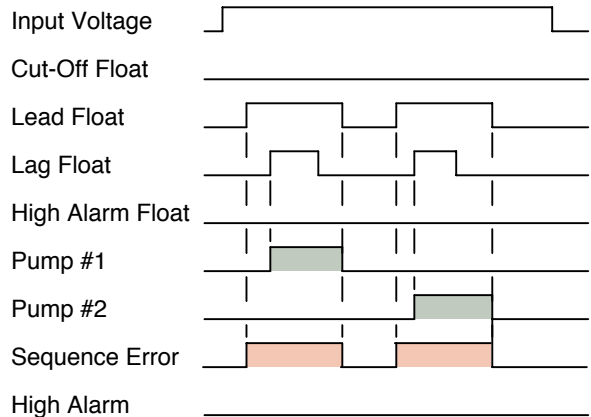 Input Voltage
Cut-Off Float
Lead Float
Lag Float
High Alarm Float
Pump #1
Pump #2
Sequence Error
High Alarm